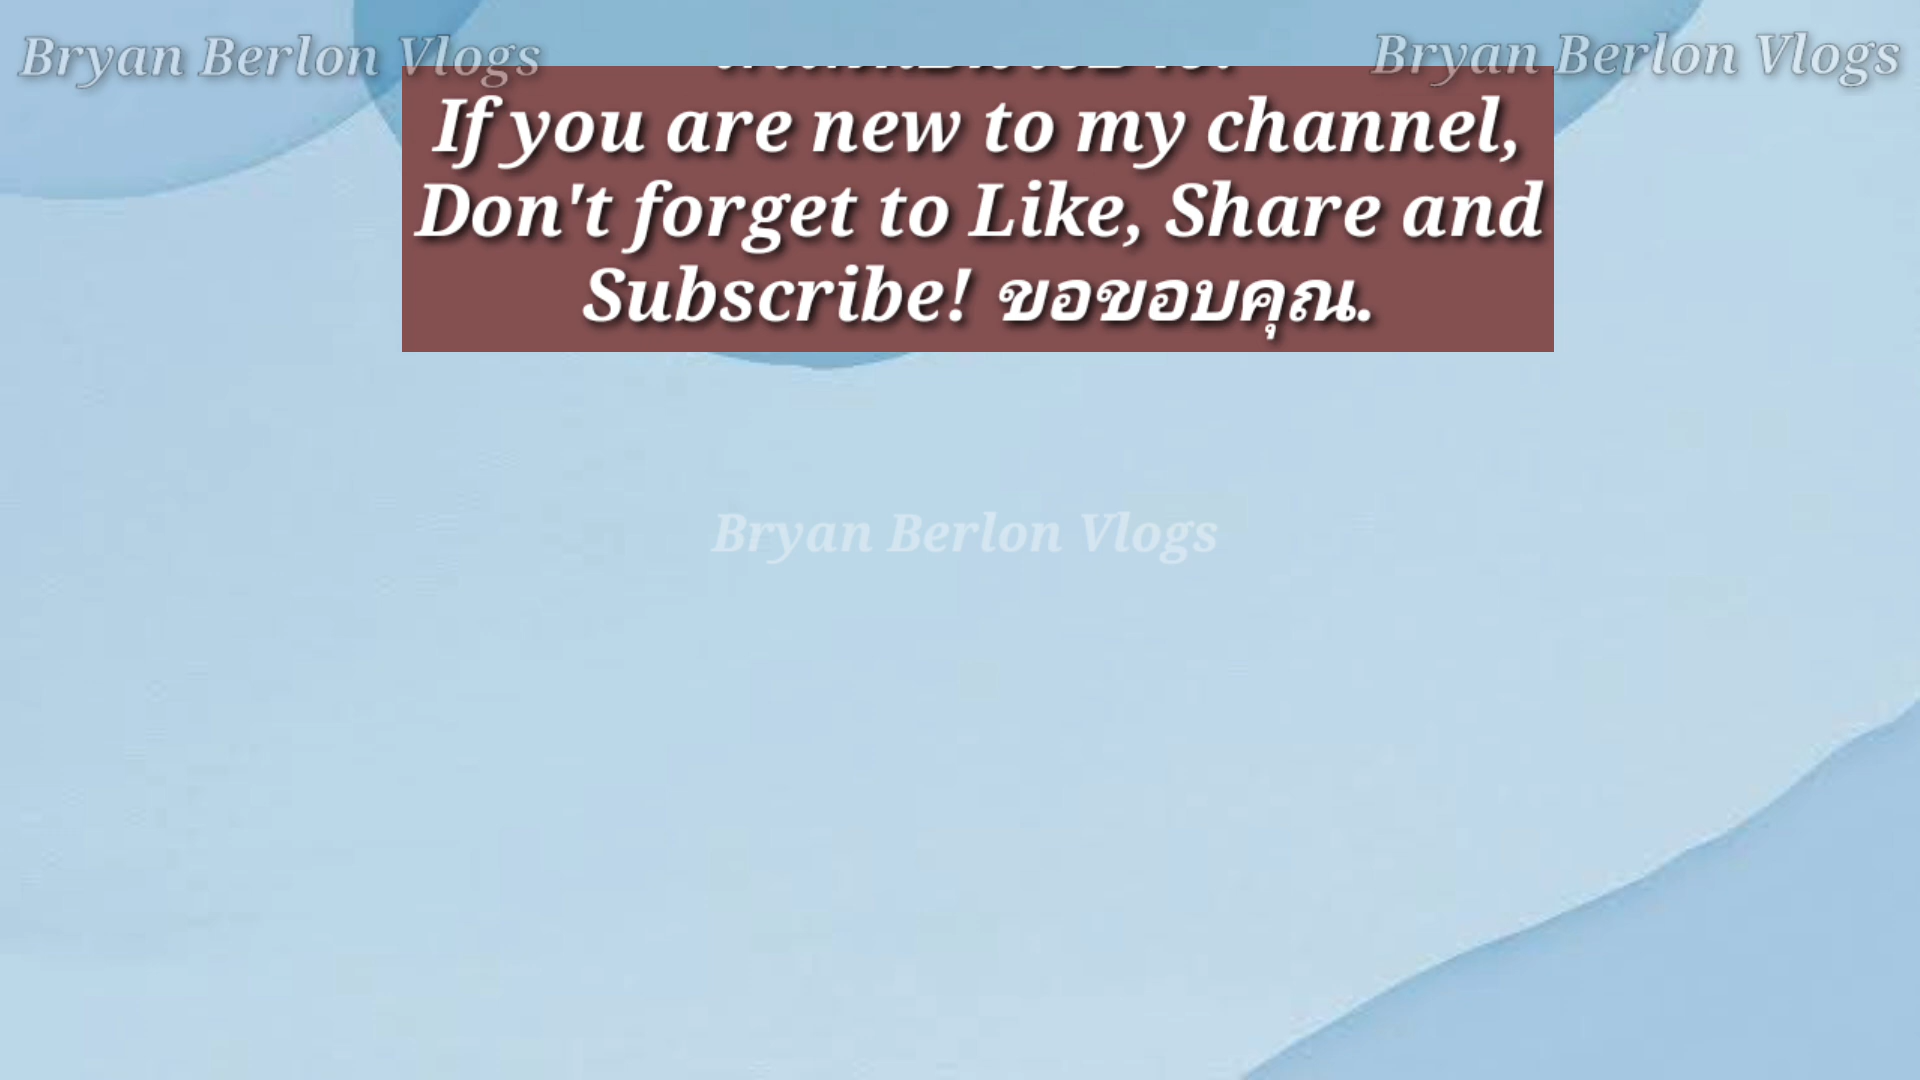 Bryan Berlon Vlogs
Bryan Berlon Vlogs
If you are new to my channel,
Don't forget to Like, Share and
Subscribe! ขอขอบคุณ.
Bryan Berlon Vlogs